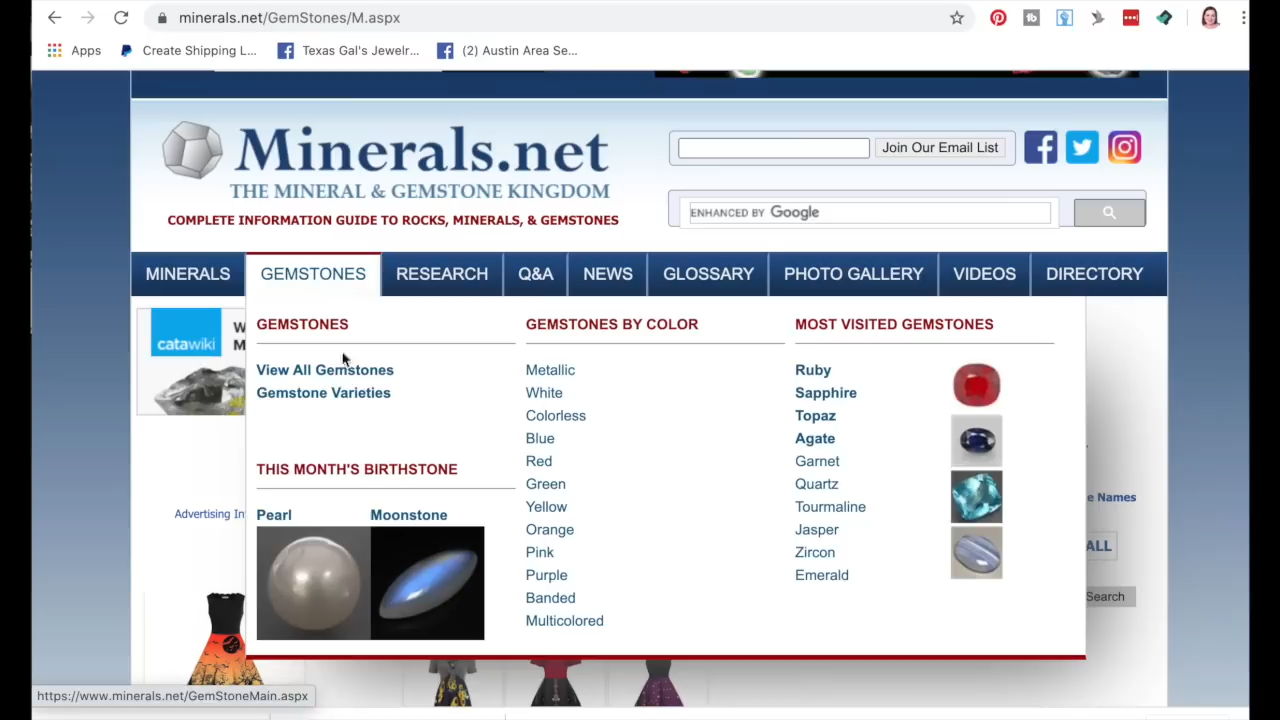 minerals.net/GemStones/M.aspx
Apps
Create Shipping L...
Texas Gal's Jewelr...
(2) Austin Area Se...
Minerals.net
THE MINERAL & GEMSTONE KINGDOM
COMPLETE INFORMATION GUIDE TO ROCKS, MINERALS, & GEMSTONES
Join Our Email List
ENHANCED BY Google
MINERALS
GEMSTONES
RESEARCH
Q&A
NEWS
GLOSSARY
PHOTO GALLERY
VIDEOS
DIRECTORY
catawiki
W
M
GEMSTONES
View All Gemstones
Gemstone Varieties
THIS MONTH'S BIRTHSTONE
Pearl
Moonstone
GEMSTONES BY COLOR
Metallic
White
Colorless
Blue
Red
Green
Yellow
Orange
Pink
Purple
Banded
Multicolored
MOST VISITED GEMSTONES
Ruby
Sapphire
Topaz
Agate
Garnet
Quartz
Tourmaline
Jasper
Zircon
Emerald
Advertising In
e Names
ALL
Search
https://www.minerals.net/GemStoneMain.aspx